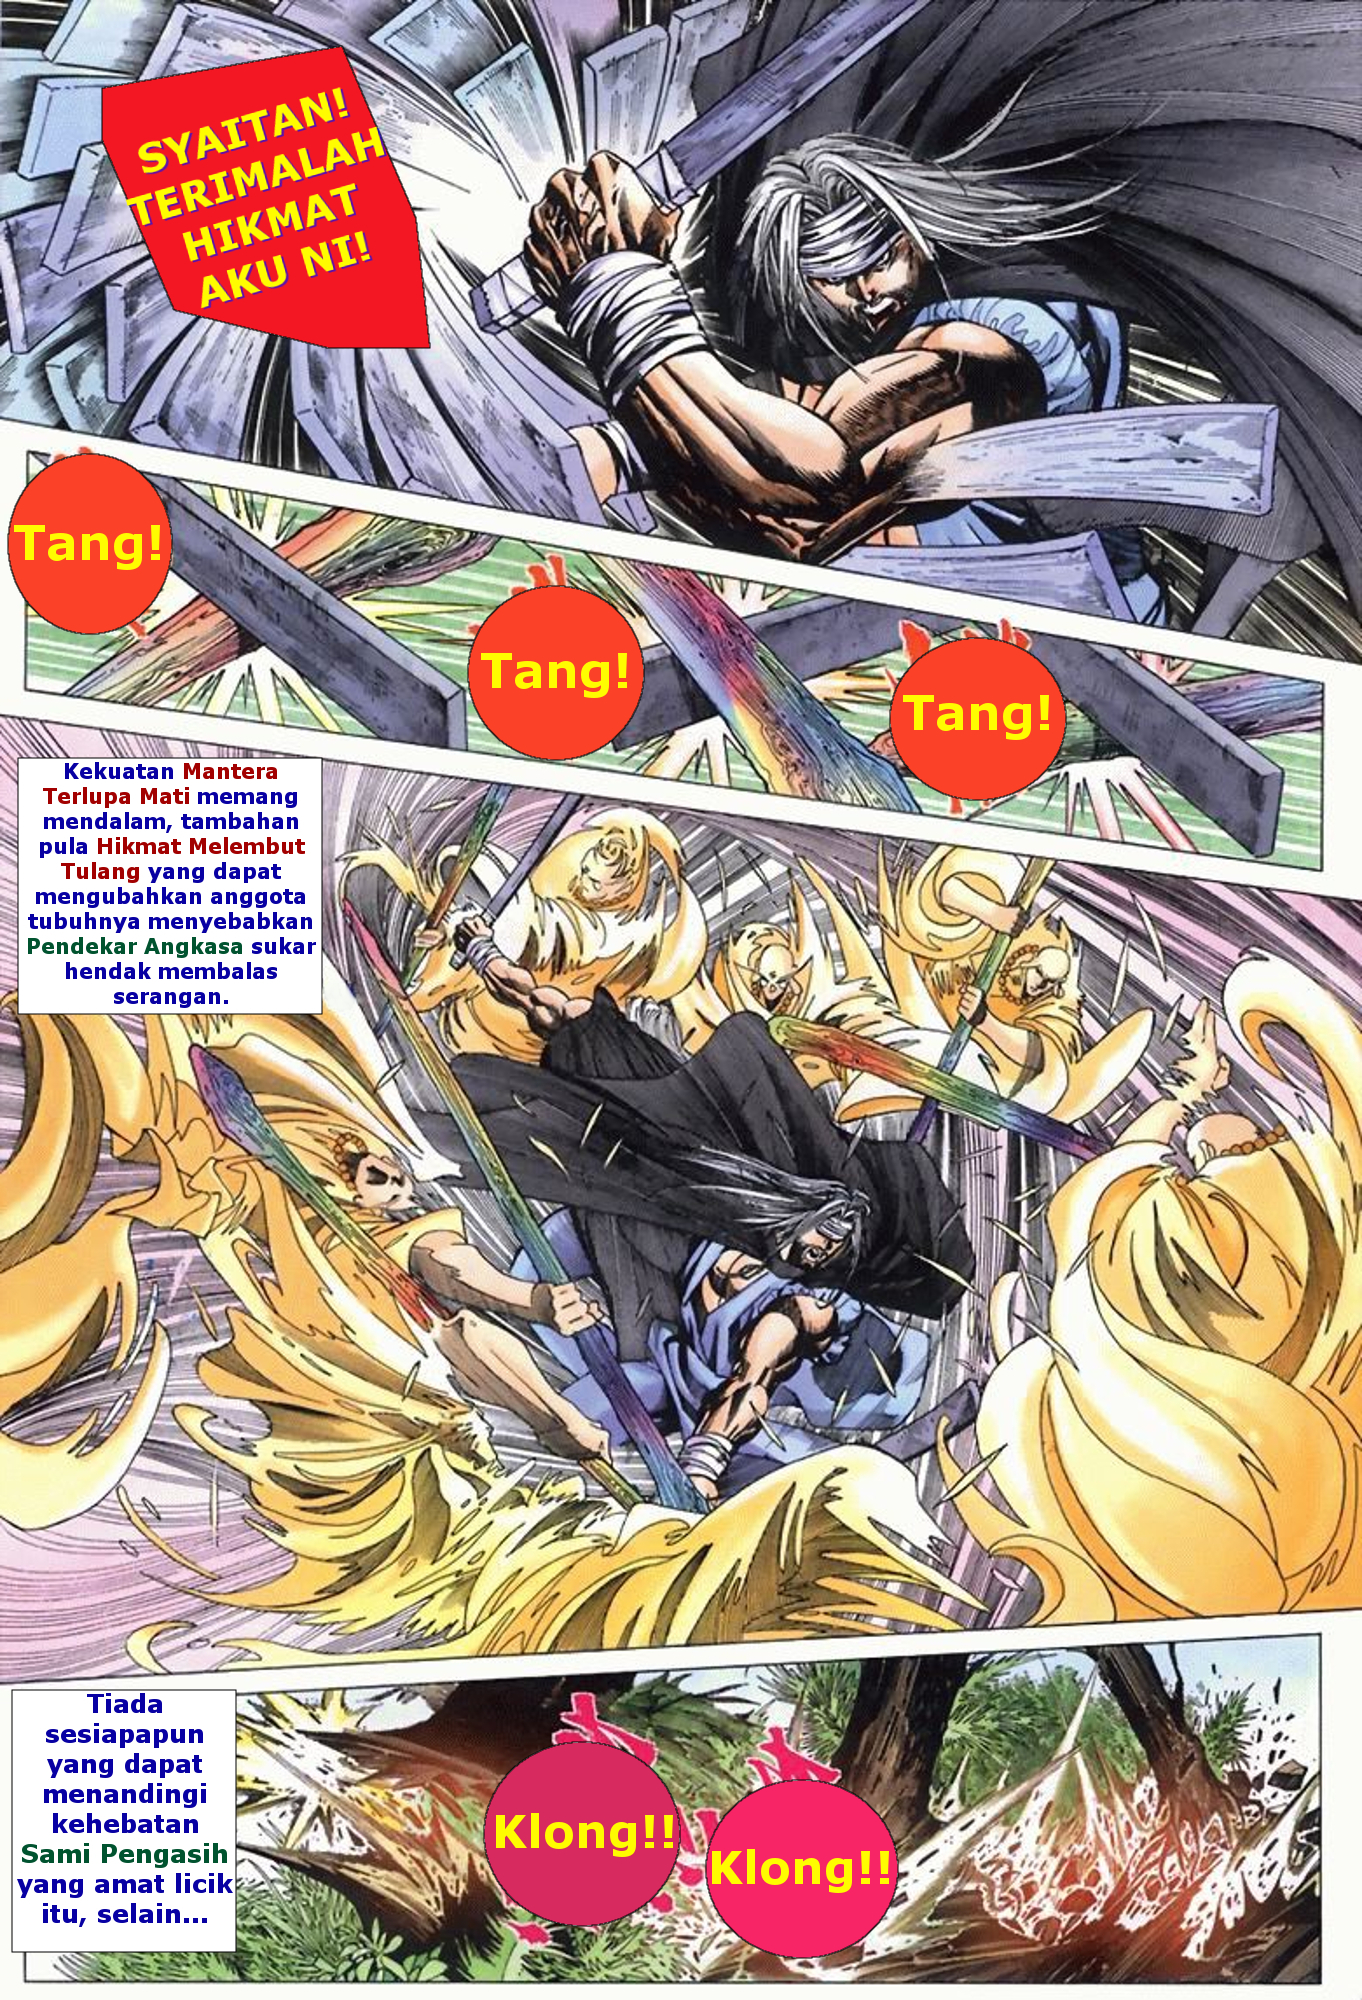 SYAITAN!
TERIMALAH
HIKMAT
AKU NI!
Tang!
Tang!
Tang!
Kekuatan Mantera
Terlupa Mati memang
mendalam, tambahan
pula Hikmat Melembut
Tulang yang dapat
mengubahkan anggota
tubuhnya menyebabkan
Pendekar Angkasa sukar
hendak membalas
serangan.
Tiada
sesiapapun
yang dapat
menandingi
kehebatan
Sami Pengasih
yang amat licik
itu, selain...
Klong!!
Klong!!